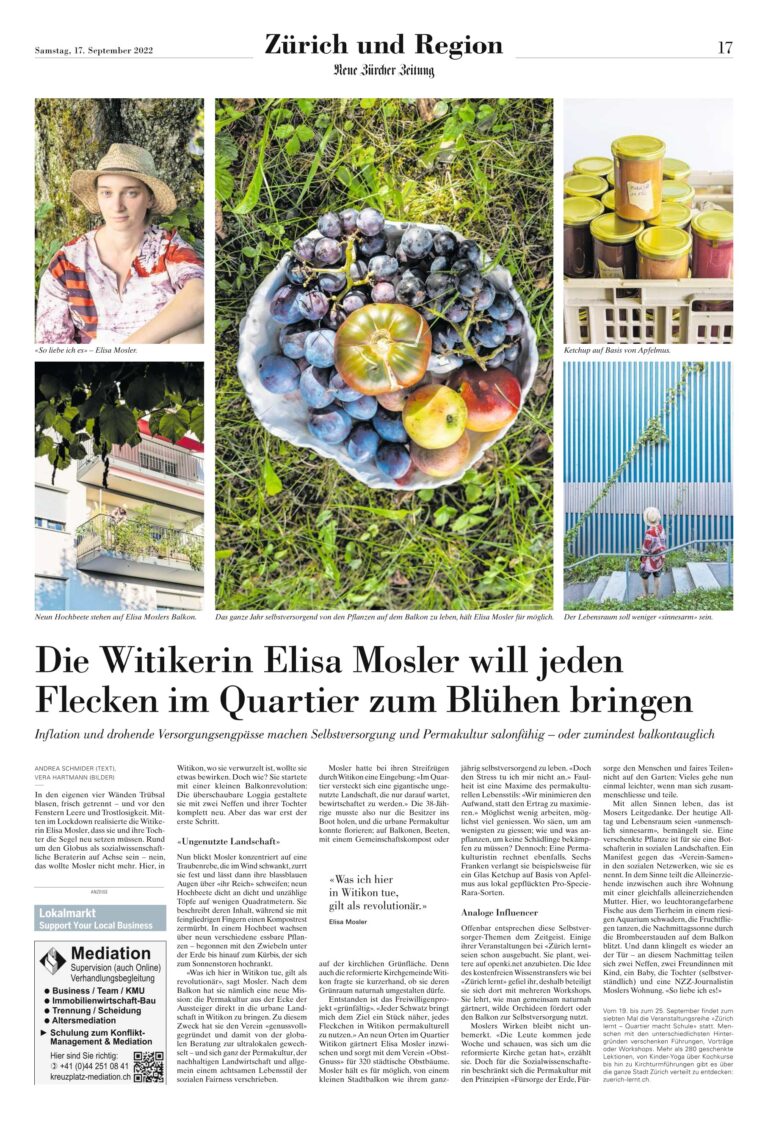 Samstag, 17. September 2022
Zürich und Region
17
Neue Zürcher Zeitung
«So liebe ich es» – Elisa Mosler.
Ketchup auf Basis von Apfelmus.
Neun Hochbeete stehen auf Elisa Moslers Balkon.
Das ganze Jahr selbstversorgend von den Pflanzen auf dem Balkon zu leben, hält Elisa Mosler für möglich.
Der Lebensraum soll weniger «sinnesarm» sein.
Die Witikerin Elisa Mosler will jeden
Flecken im Quartier zum Blühen bringen
Inflation und drohende Versorgungsengpässe machen Selbstversorgung und Permakultur salonfähig – oder zumindest balkontauglich
ANDREA SCHMIDER (TEXT),
VERA HARTMANN (BILDER)
In den eigenen vier Wänden Trübsal
blasen, frisch getrennt – und vor den
Fenstern Leere und Trostlosigkeit. Mit-
ten im Lockdown realisierte die Witike-
rin Elisa Mosler, dass sie und ihre Toch-
ter die Segel neu setzen müssen. Rund
um den Globus als sozialwissenschaft-
liche Beraterin auf Achse sein – nein,
das wollte Mosler nicht mehr. Hier, in
ANZEIGE
Lokalmarkt
Support Your Local Business
Mediation
Supervision (auch Online)
Verhandlungsbegleitung
● Business / Team / KMU
● Immobilienwirtschaft-Bau
● Trennung / Scheidung
● Altersmediation
► Schulung zum Konflikt-
Management & Mediation
Hier sind Sie richtig:
✆ +41 (0)44 251 08 41
kreuzplatz-mediation.ch
Witikon, wo sie verwurzelt ist, wollte sie
etwas bewirken. Doch wie? Sie startete
mit einer kleinen Balkonrevolution:
Die überschaubare Loggia gestaltete
sie mit zwei Neffen und ihrer Tochter
komplett neu. Aber das war erst der
erste Schritt.
«Ungenutzte Landschaft»
Nun blickt Mosler konzentriert auf eine
Traubenrebe, die im Wind schwankt, zurrt
sie fest und lässt dann ihre blassblauen
Augen über «ihr Reich» schweifen; neun
Hochbeete dicht an dicht und unzählige
Töpfe auf wenigen Quadratmetern. Sie
beschreibt deren Inhalt, während sie mit
feingliedrigen Fingern einen Kompostrest
zermürbt. In einem Hochbeet wachsen
über neun verschiedene essbare Pflan-
zen – begonnen mit den Zwiebeln unter
der Erde bis hinauf zum Kürbis, der sich
zum Sonnenstoren hochrankt.
«Was ich hier in Witikon tue, gilt als
revolutionär», sagt Mosler. Nach dem
Balkon hat sie nämlich eine neue Mis-
sion: die Permakultur aus der Ecke der
Aussteiger direkt in die urbane Land-
schaft in Witikon zu bringen. Zu diesem
Zweck hat sie den Verein «genussvoll»
gegründet und ist damit von der glo-
balen Beratung zur ultralokalen gewech-
selt – und sich ganz der Permakultur, der
nachhaltigen Landwirtschaft und allge-
mein einem achtsamen Lebensstil der
sozialen Fairness verschrieben.
Mosler hatte bei ihren Streifzügen
durch Witikon eine Eingebung: «Im Quar-
tier versteckt sich eine gigantische unge-
nutzte Landschaft, die nur darauf wartet,
bewirtschaftet zu werden.» Die 38-Jäh-
rige musste also nur die Besitzer ins
Boot holen, und die urbane Permakultur
konnte florieren; auf Balkonen, Beeten,
mit einem Gemeinschaftskompost oder
«Was ich hier
in Witikon tue,
gilt als revolutionär.»
Elisa Mosler
auf der kirchlichen Grünfläche. Denn
auch die reformierte Kirchgemeinde Witi-
kon fragte sie kurzerhand, ob sie deren
Grünraum naturnah umgestalten dürfe.
Entstanden ist das Freiwilligenpro-
jekt «grünfältig». «Jeder Schwatz bringt
mich dem Ziel ein Stück näher, jedes
Fleckchen in Witikon permakulturell
zu nutzen.» An neun Orten im Quartier
Witikon gärtnert Elisa Mosler inzwi-
schen und sorgt mit dem Verein «Obst-
Gnuss» für 320 städtische Obstbäume.
Mosler hält es für möglich, von einem
kleinen Stadtbalkon wie ihrem ganz-
jährig selbstversorgend zu leben. «Doch
den Stress tu ich mir nicht an.» Faul-
heit ist eine Maxime des permakultu-
rellen Lebensstils: «Wir minimieren den
Aufwand, statt den Ertrag zu maximie-
ren.» Möglichst wenig arbeiten, mög-
lichst viel geniessen. Wo säen, um am
wenigsten zu giessen; wie und was an-
pflanzen, um keine Schädlinge bekämp-
fen zu müssen? Dennoch: Eine Perma-
kulturistin rechnet ebenfalls. Sechs
Franken verlangt sie beispielsweise für
ein Glas Ketchup auf Basis von Apfel-
mus aus lokal gepflückten Pro-Specie-
Rara-Sorten.
Analoge Influencer
Offenbar entsprechen diese Selbstver-
sorger-Themen dem Zeitgeist. Einige
ihrer Veranstaltungen bei «Zürich lernt»
seien schon ausgebucht. Sie plant, wei-
tere auf openki.net anzubieten. Die Idee
des kostenfreien Wissenstransfers wie bei
«Zürich lernt» gefiel ihr, deshalb beteiligt
sie sich dort mit mehreren Workshops.
Sie lehrt, wie man gemeinsam naturnah
gärtnert, wilde Orchideen fördert oder
den Balkon zur Selbstversorgung nutzt.
Moslers Wirken bleibt nicht un-
bemerkt. «Die Leute kommen jede
Woche und schauen, was sich um die
reformierte Kirche getan hat», erzählt
sie. Doch für die Sozialwissenschafte-
rin beschränkt sich die Permakultur mit
den Prinzipien «Fürsorge der Erde, Für-
sorge den Menschen und faires Teilen»
nicht auf den Garten: Vieles gehe nun
einmal leichter, wenn man sich zusam-
menschliesse und teile.
Mit allen Sinnen leben, das ist
Mosers Leitgedanke. Der heutige All-
tag und Lebensraum seien «unmensch-
lich sinnesarm», bemängelt sie. Eine
verschenkte Pflanze ist für sie eine Bot-
schafterin in sozialen Landschaften. Ein
Manifest gegen das «Verein-Samen»
in den sozialen Netzwerken, wie sie es
nennt. In dem Sinne teilt die Alleinerzie-
hende inzwischen auch ihre Wohnung
mit einer gleichfalls alleinerziehenden
Mutter. Hier, wo leuchtorangefarbene
Fische aus dem Tierheim in einem riesi-
gen Aquarium schwadern, die Fruchtflie-
gen tanzen, die Nachmittagssonne durch
die Brombeerstauden auf dem Balkon
blitzt. Und dann klingelt es wieder an
der Tür – an diesem Nachmittag teilen
sich zwei Neffen, zwei Freundinnen mit
Kind, ein Baby, die Tochter (selbstver-
ständlich) und eine NZZ-Journalistin
Moslers Wohnung. «So liebe ich es!»
Vom 19. bis zum 25. September findet zum
siebten Mal die Veranstaltungsreihe «Zürich
lernt – Quartier macht Schule» statt. Men-
schen mit den unterschiedlichsten Hinter-
gründen verschenken Führungen, Vorträge
oder Workshops. Mehr als 280 geschenkte
Lektionen, von Kinder-Yoga über Kochkurse
bis hin zu Kirchturmführungen gibt es über
die ganze Stadt Zürich verteilt zu entdecken:
zuerich-lernt.ch